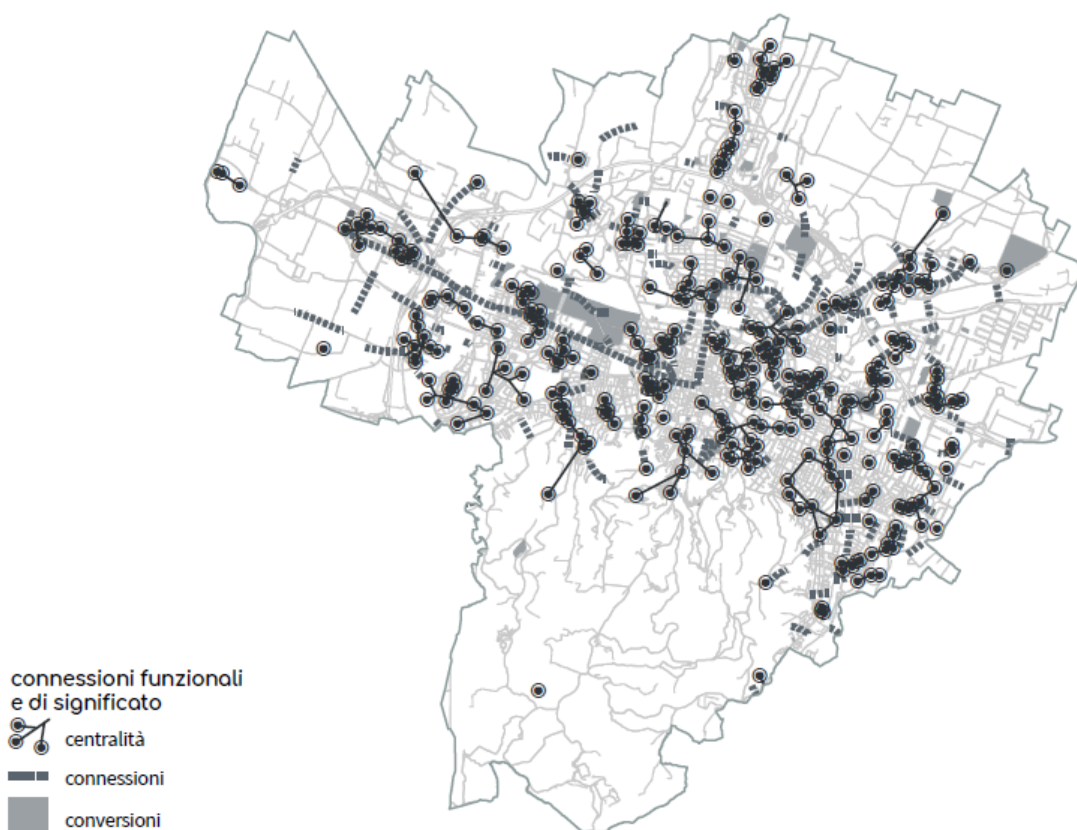 connessioni funzionali
e di significato
centralità
connessioni
conversioni